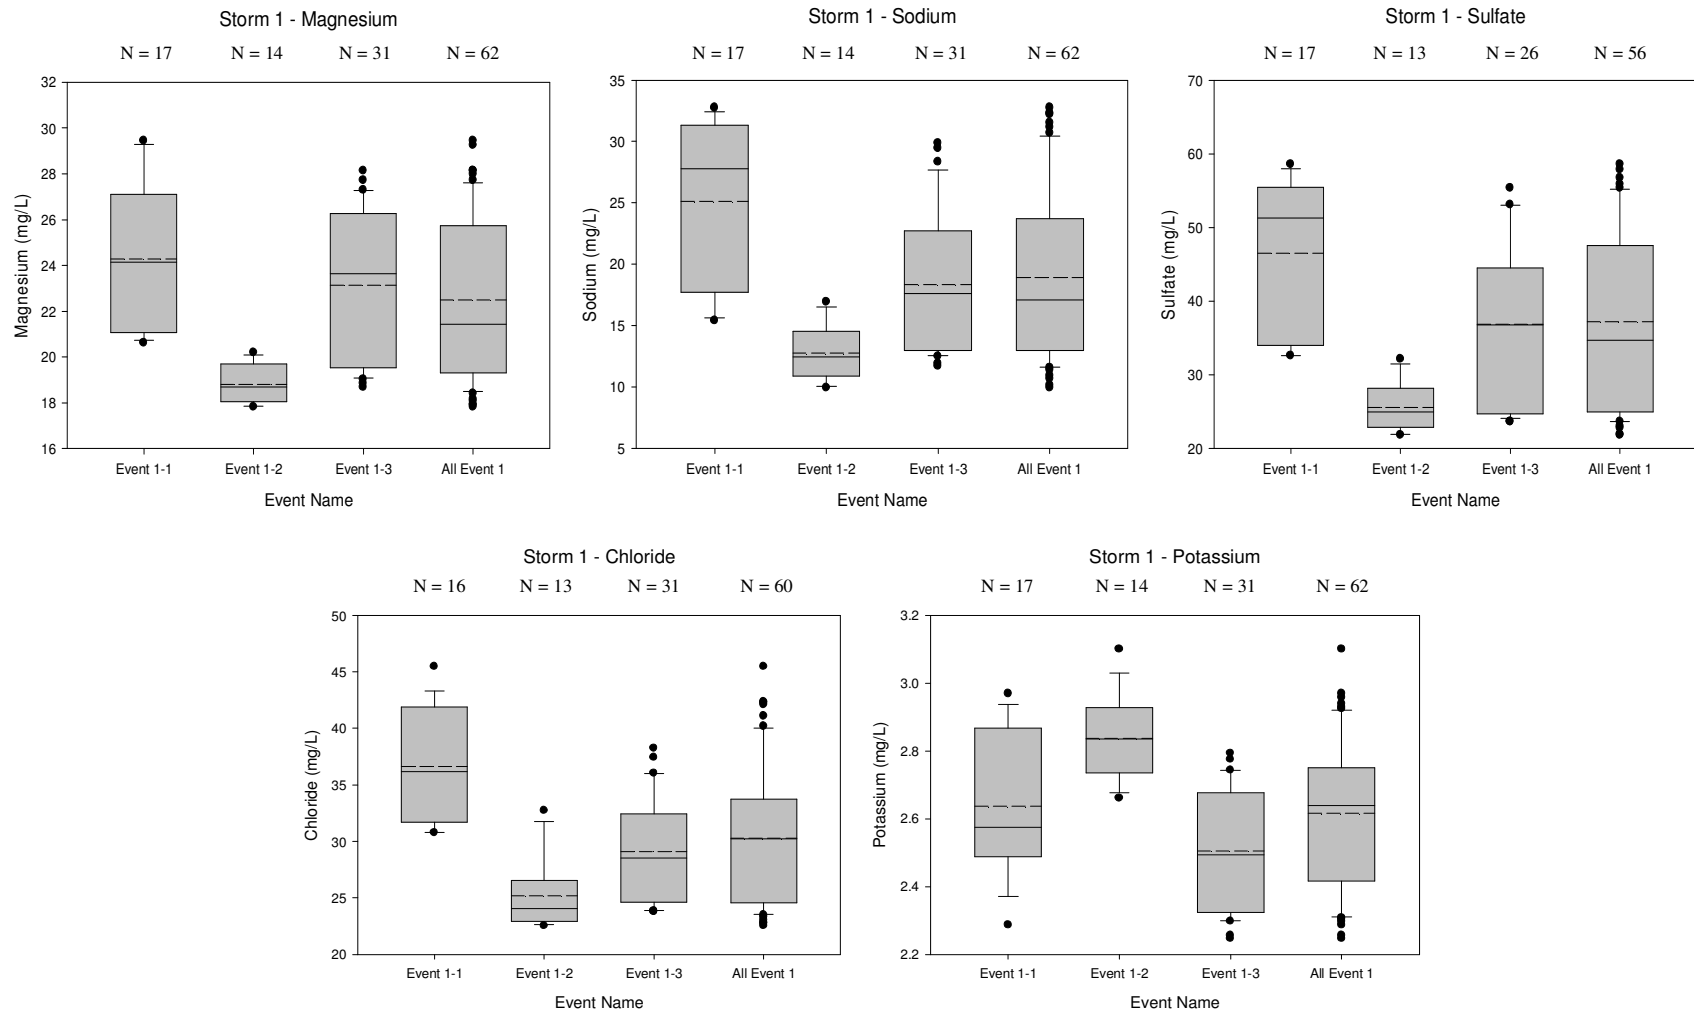 Storm 1 - Magnesium
N = 17 N = 14 N = 31 N = 62
Magnesium (mg/L)
32
30
28
26
24
22
20
18
16
Event 1-1 Event 1-2 Event 1-3 All Event 1
Event Name
Storm 1 - Sodium
N = 17 N = 14 N = 31 N = 62
Sodium (mg/L)
35
30
25
20
15
10
5
Event 1-1 Event 1-2 Event 1-3 All Event 1
Event Name
Storm 1 - Sulfate
N = 17 N = 13 N = 26 N = 56
Sulfate (mg/L)
70
60
50
40
30
20
Event 1-1 Event 1-2 Event 1-3 All Event 1
Event Name
Storm 1 - Chloride
N = 16 N = 13 N = 31 N = 60
Chloride (mg/L)
50
45
40
35
30
25
20
Event 1-1 Event 1-2 Event 1-3 All Event 1
Event Name
Storm 1 - Potassium
N = 17 N = 14 N = 31 N = 62
Potassium (mg/L)
3.2
3.0
2.8
2.6
2.4
2.2
Event 1-1 Event 1-2 Event 1-3 All Event 1
Event Name